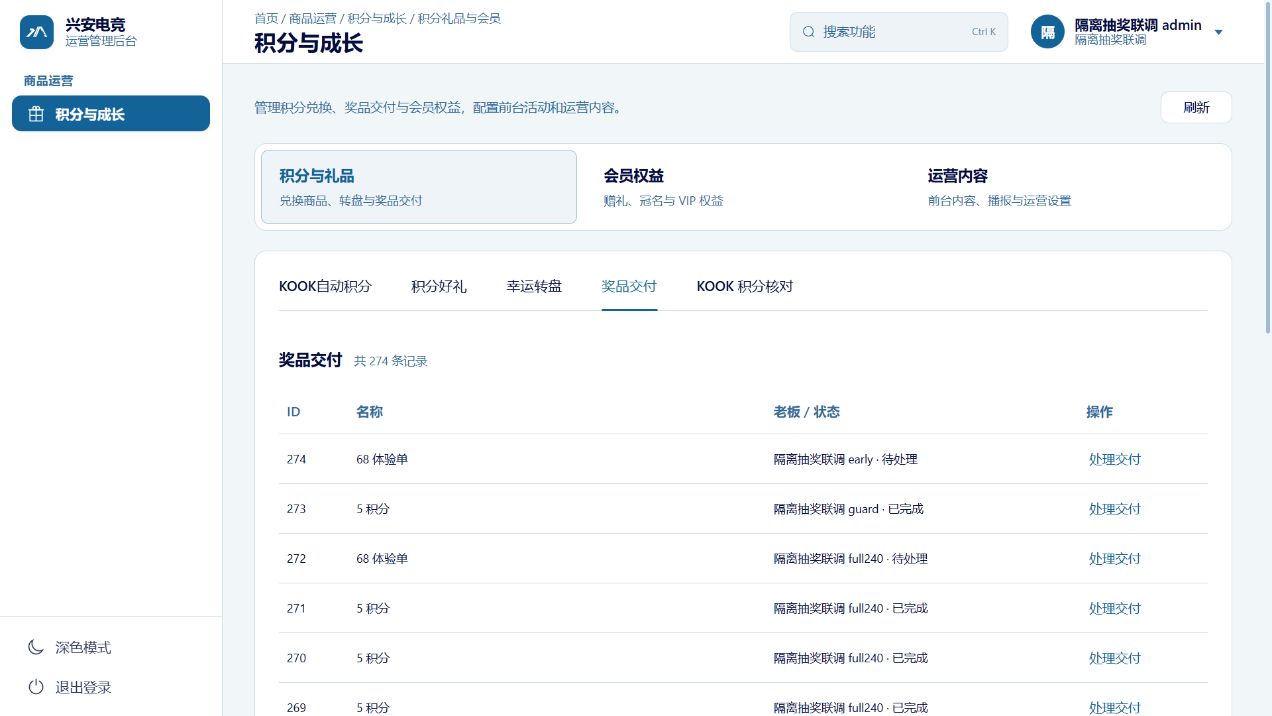 兴安电竞
运营管理后台
商品运营
积分与成长
深色模式
退出登录
首页 / 商品运营 / 积分与成长 / 积分礼品与会员
积分与成长
搜索功能 Ctrl K
隔 隔离抽奖联调 admin
隔离抽奖联调
管理积分兑换、奖品交付与会员权益，配置前台活动和运营内容。
刷新
积分与礼品
兑换商品、转盘与奖品交付
会员权益
赠礼、冠名与 VIP 权益
运营内容
前台内容、播报与运营设置
KOOK自动积分 积分好礼 幸运转盘 奖品交付 KOOK 积分核对
奖品交付 共 274 条记录
ID 名称 老板 / 状态 操作
274 68 体验单 隔离抽奖联调 early · 待处理 处理交付
273 5 积分 隔离抽奖联调 guard · 已完成 处理交付
272 68 体验单 隔离抽奖联调 full240 · 待处理 处理交付
271 5 积分 隔离抽奖联调 full240 · 已完成 处理交付
270 5 积分 隔离抽奖联调 full240 · 已完成 处理交付
269 5 积分 隔离抽奖联调 full240 · 已完成 处理交付